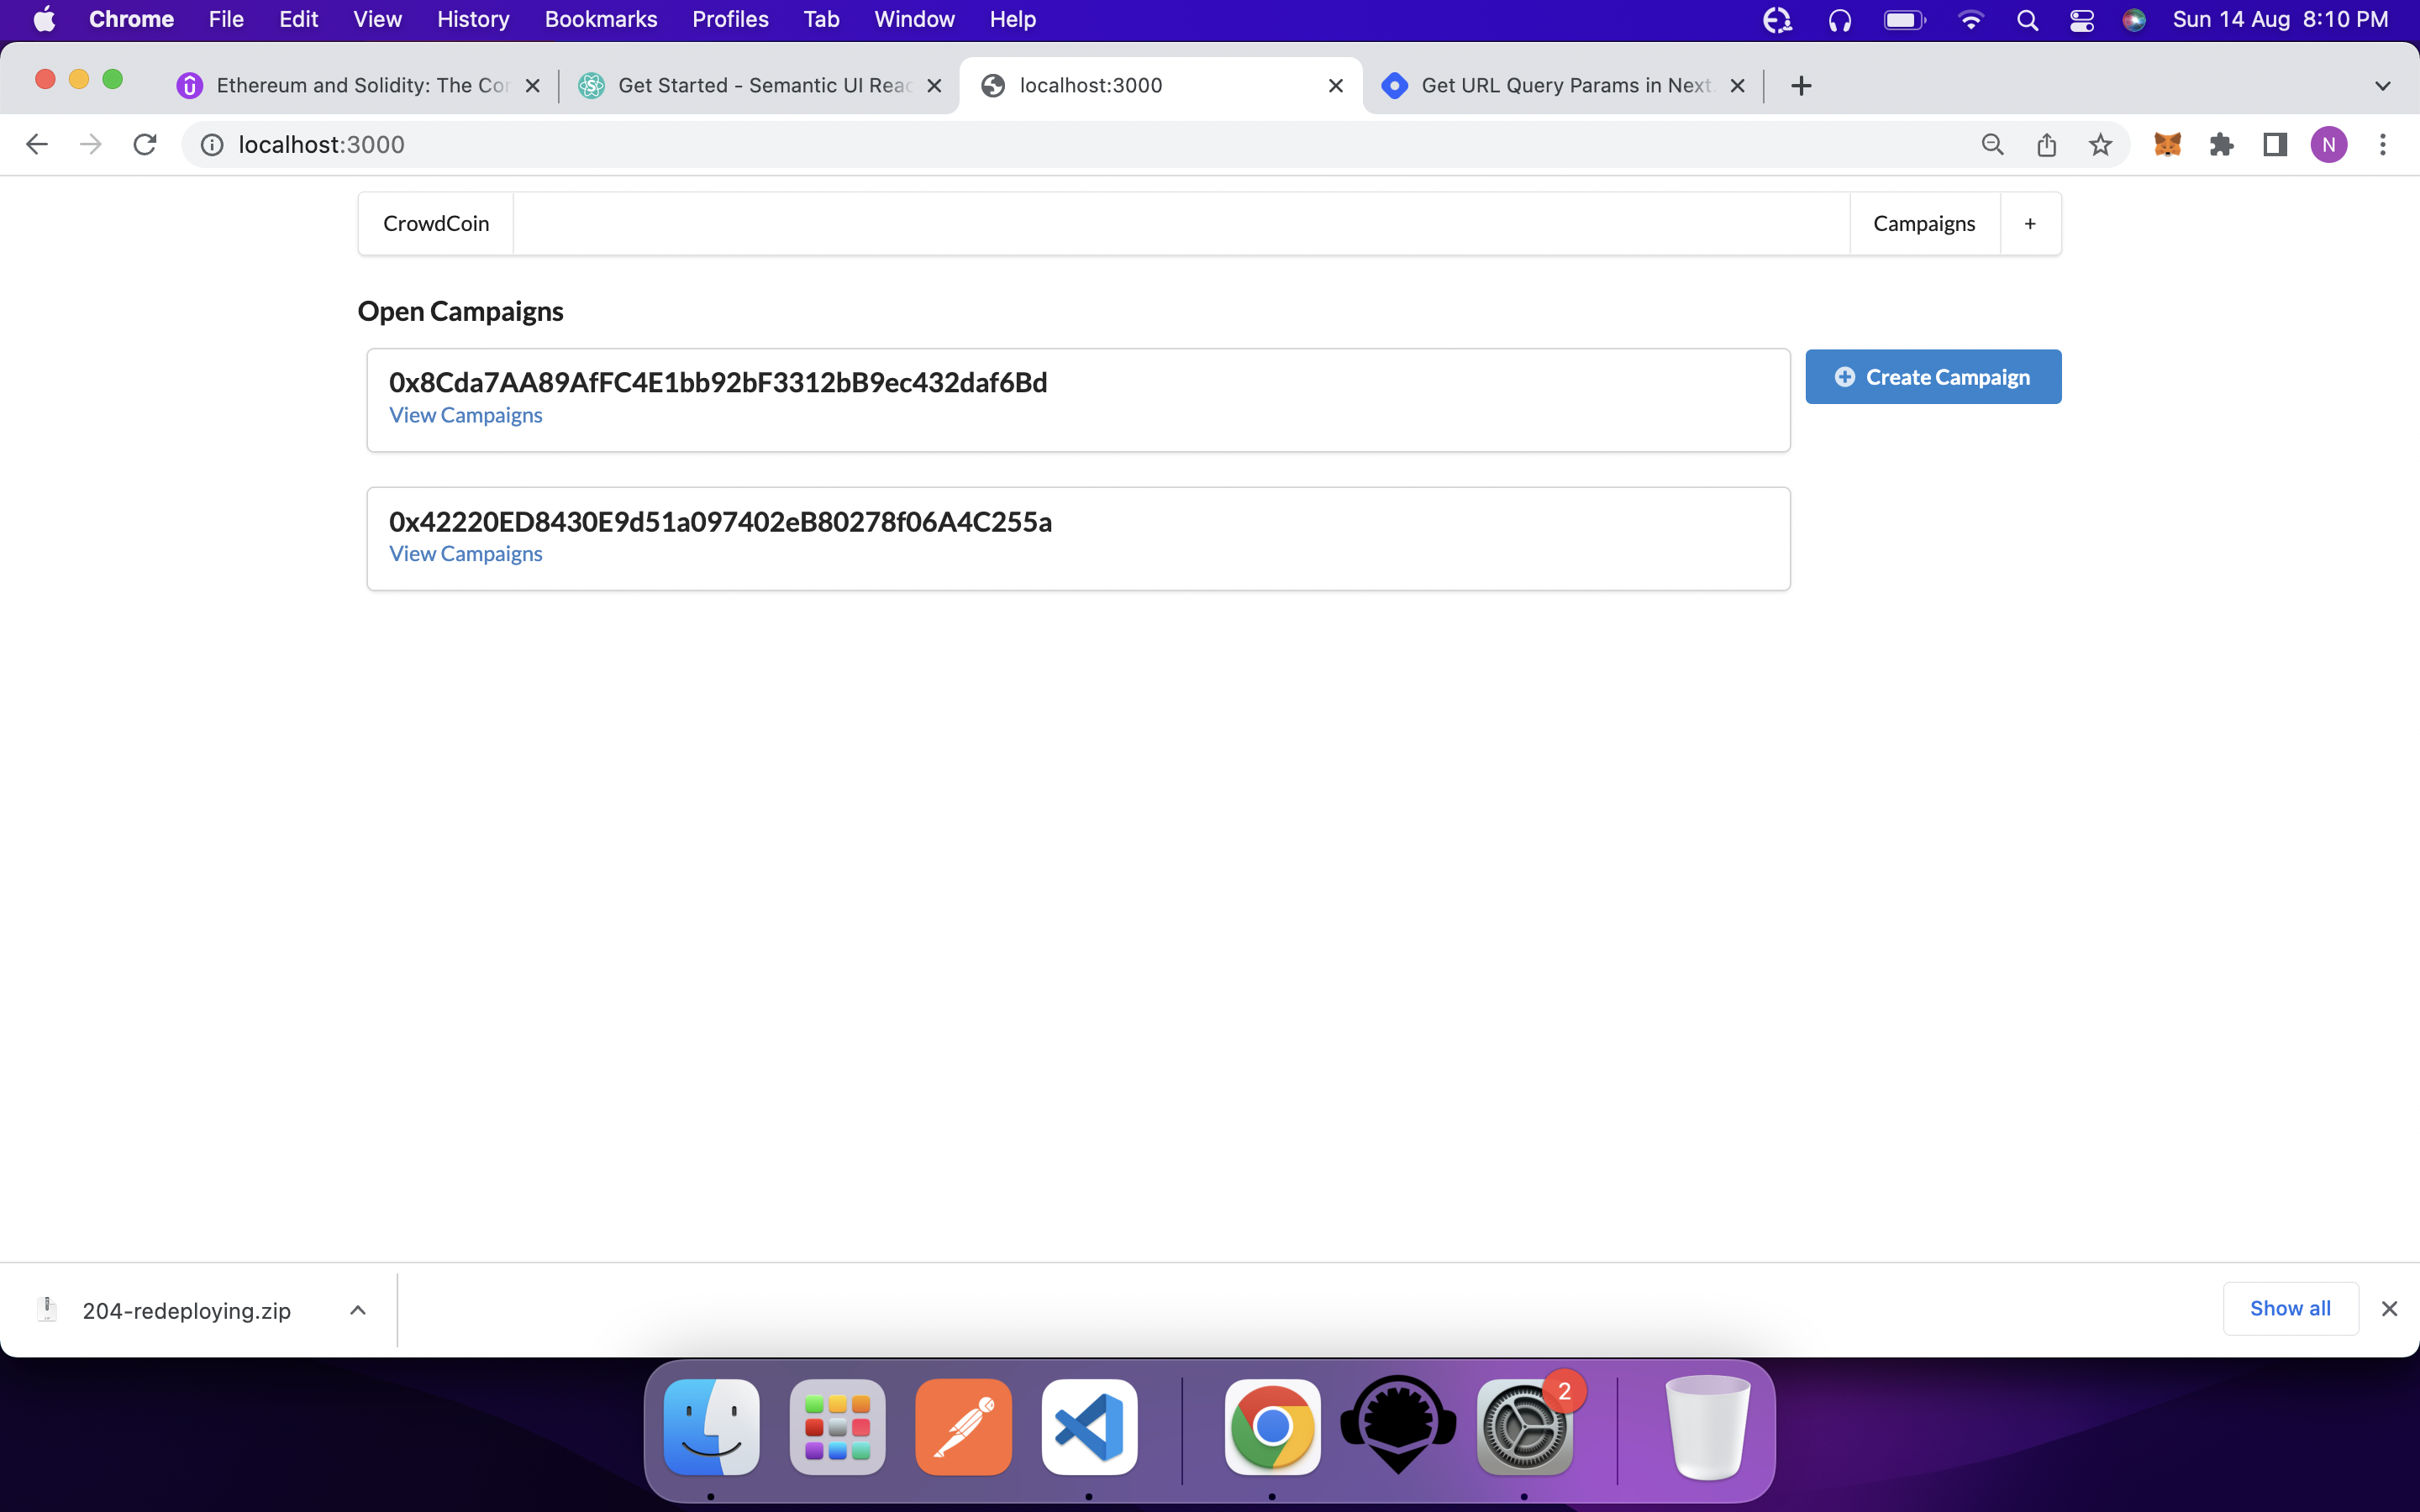 Chrome File Edit View History Bookmarks Profiles Tab Window Help Sun 14 Aug 8:10 PM
Ethereum and Solidity: The Cor Get Started - Semantic UI Reac localhost:3000 Get URL Query Params in Next.
localhost:3000 N
CrowdCoin Campaigns +
Open Campaigns
0x8Cda7AA89AfFC4E1bb92bF3312bB9ec432daf6Bd
View Campaigns
Create Campaign
0x42220ED8430E9d51a097402eB80278f06A4C255a
View Campaigns
204-redeploying.zip Show all
2